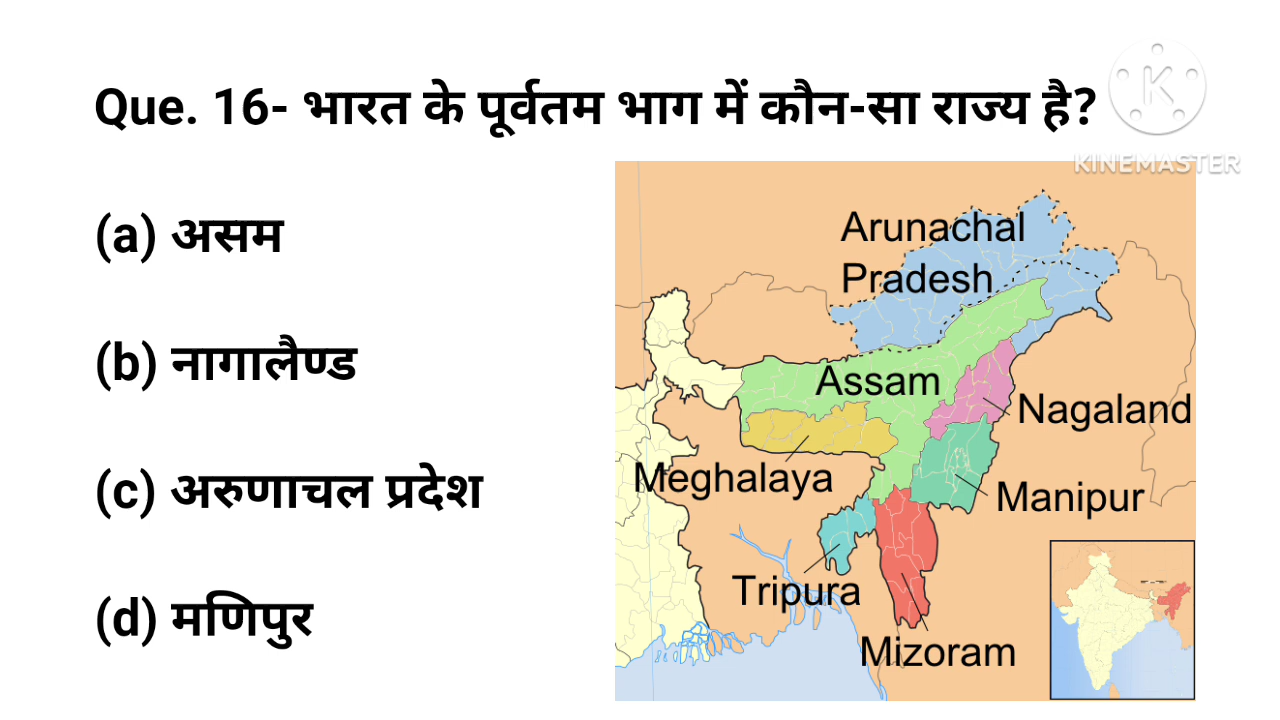 Que. 16- भारत के पूर्वतम भाग में कौन-सा राज्य है?
K
KINEMASTER
(a) असम
(b) नागालैण्ड
(c) अरुणाचल प्रदेश
(d) मणिपुर
Arunachal
Pradesh
Assam
Nagaland
Meghalaya
Manipur
Tripura
Mizoram